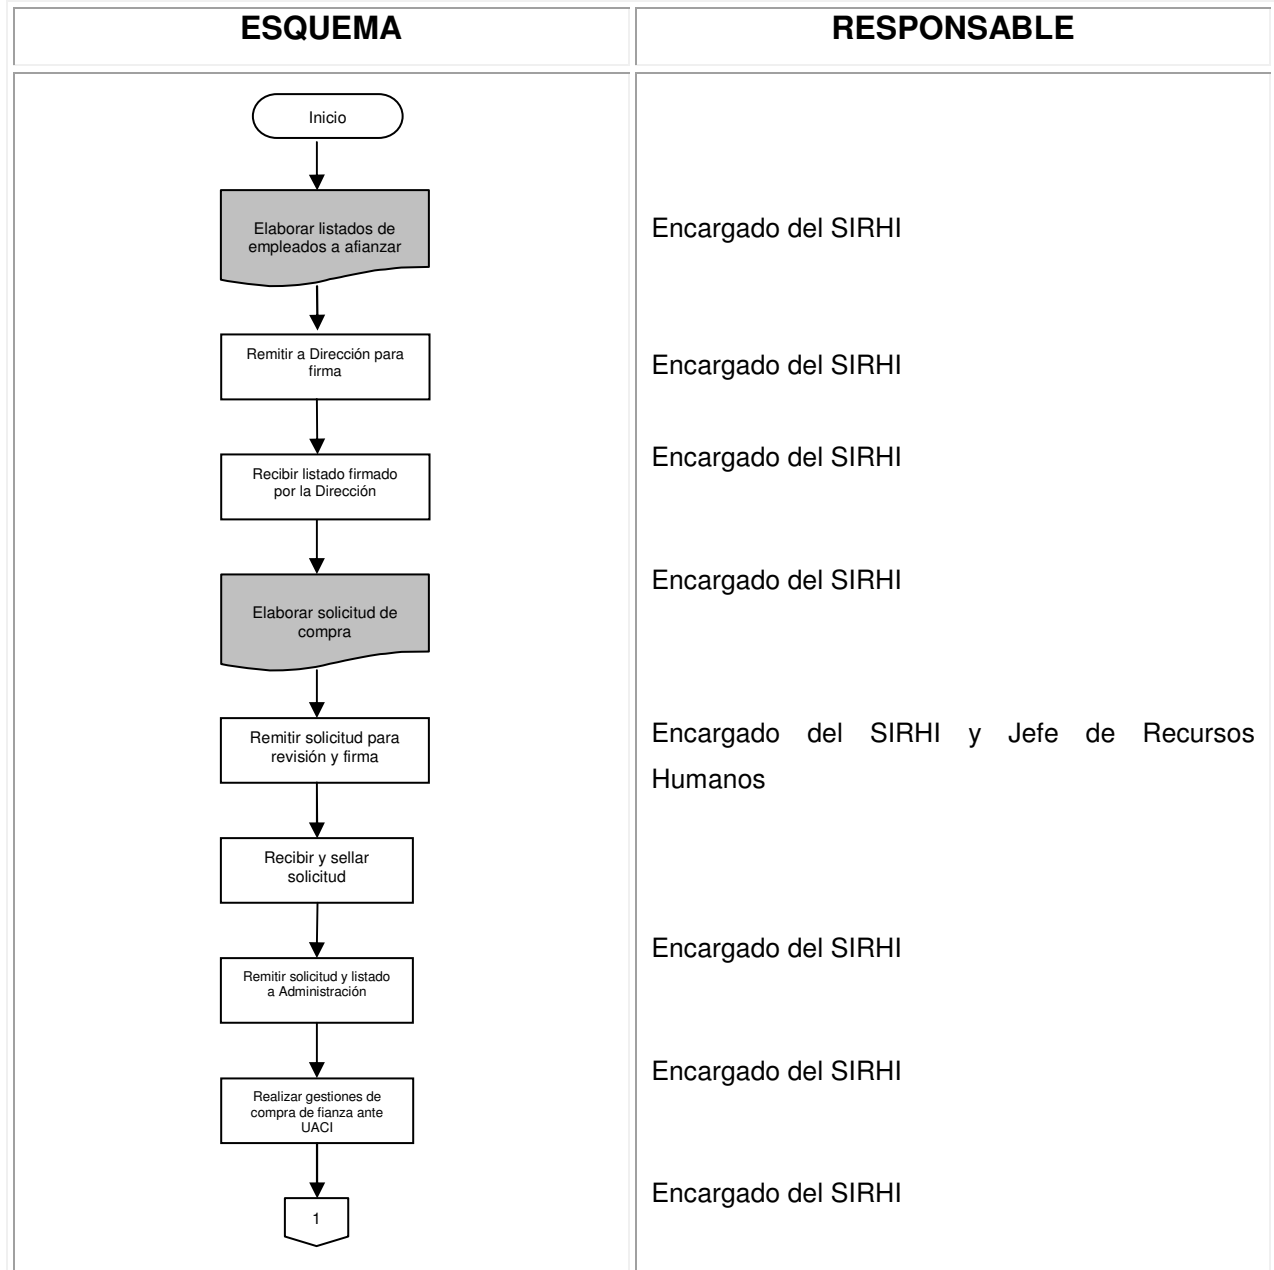 ESQUEMA
RESPONSABLE
Inicio
Elaborar listados de
empleados a afianzar
Encargado del SIRHI
Remitir a Dirección para
firma
Encargado del SIRHI
Recibir listado firmado
por la Dirección
Encargado del SIRHI
Elaborar solicitud de
compra
Encargado del SIRHI
Remitir solicitud para
revisión y firma
Encargado del SIRHI y Jefe de Recursos
Humanos
Recibir y sellar
solicitud
Encargado del SIRHI
Remitir solicitud y listado
a Administración
Encargado del SIRHI
Realizar gestiones de
compra de fianza ante
UACI
Encargado del SIRHI
1